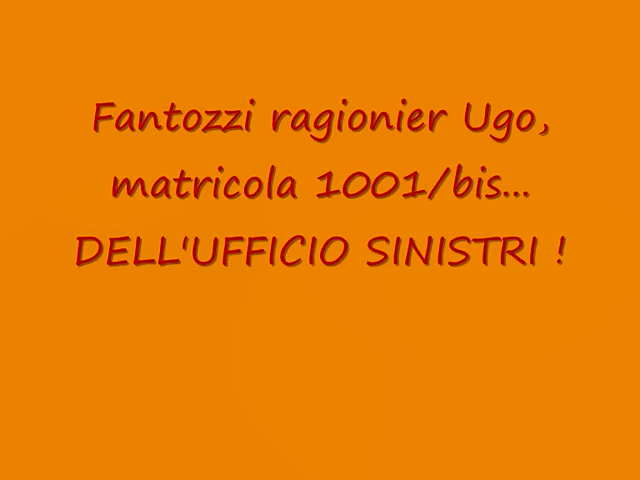 Fantozzi ragionier Ugo,
matricola 1001/bis...
DELL'UFFICIO SINISTRI !